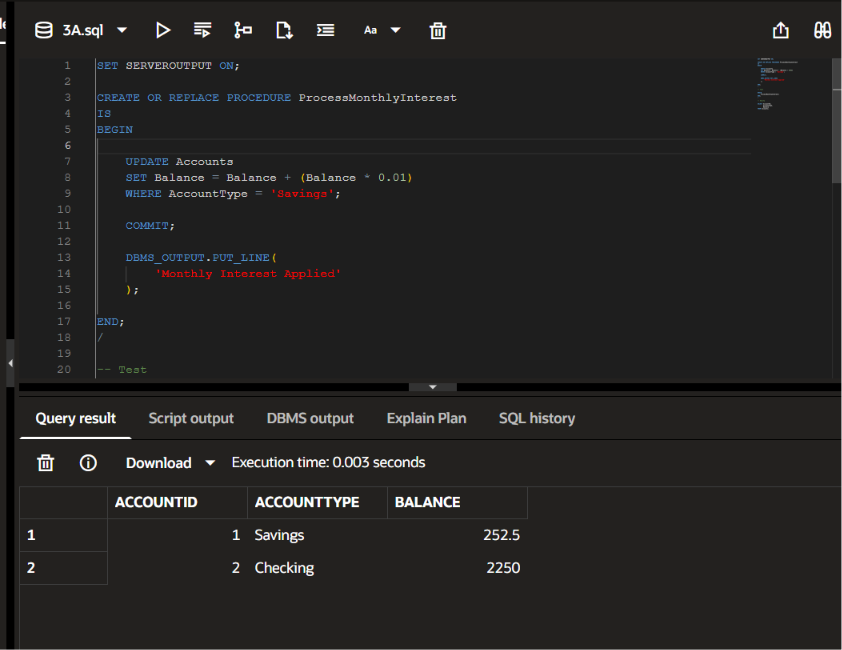 3A.sql
Aa
1 SET SERVEROUTPUT ON;
2
3 CREATE OR REPLACE PROCEDURE ProcessMonthlyInterest
4 IS
5 BEGIN
6
7 UPDATE Accounts
8 SET Balance = Balance + (Balance * 0.01)
9 WHERE AccountType = 'Savings';
10
11 COMMIT;
12
13 DBMS_OUTPUT.PUT_LINE(
14 'Monthly Interest Applied'
15 );
16
17 END;
18 /
19
20 -- Test
Query result Script output DBMS output Explain Plan SQL history
Download Execution time: 0.003 seconds
ACCOUNTID ACCOUNTTYPE BALANCE
1 1 Savings 252.5
2 2 Checking 2250